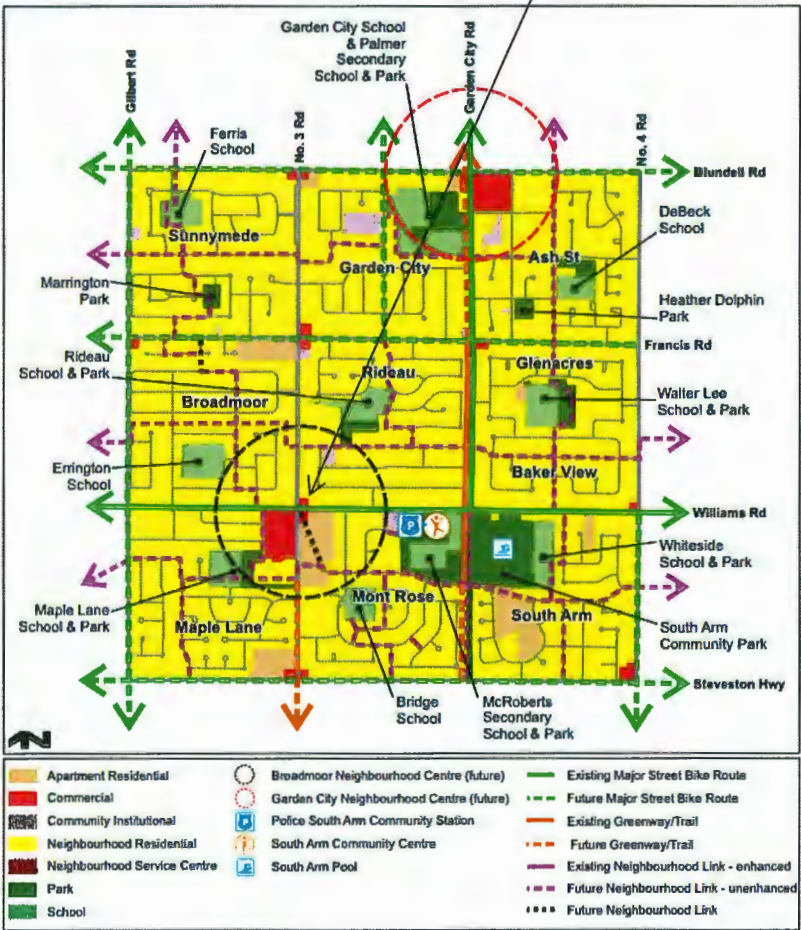 Garden City School
& Palmer
Secondary
School & Park
Garden City Rd
Gilbert Rd
No. 3 Rd
No. 4 Rd
Ferris
School
Blundell Rd
Sunnymede
DeBeck
School
Ash St
Garden City
Marrington
Park
Heather Dolphin
Park
Francis Rd
Rideau
School & Park
Rideau
Glenacres
Broadmoor
Walter Lee
School & Park
Errington
School
Baker View
Williams Rd
Whiteside
School & Park
Maple Lane
School & Park
Mont Rose
Maple Lane
South Arm
South Arm
Community Park
Steveston Hwy
Bridge
School
McRoberts
Secondary
School & Park
Apartment Residential
Commercial
Community Institutional
Neighbourhood Residential
Neighbourhood Service Centre
Park
School
Broadmoor Neighbourhood Centre (future)
Garden City Neighbourhood Centre (future)
Police South Arm Community Station
South Arm Community Centre
South Arm Pool
Existing Major Street Bike Route
Future Major Street Bike Route
Existing Greenway/Trail
Future Greenway/Trail
Existing Neighbourhood Link - enhanced
Future Neighbourhood Link - unenhanced
Future Neighbourhood Link